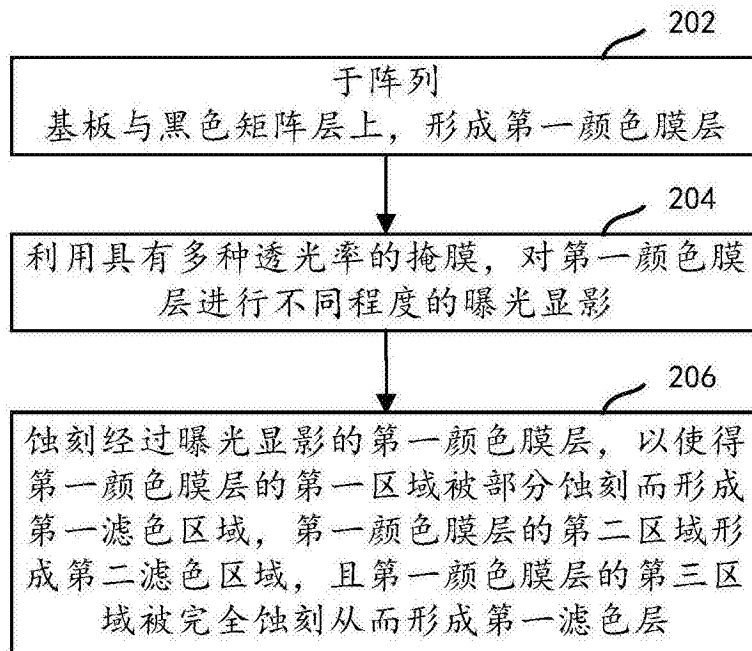 202
于阵列
基板与黑色矩阵层上，形成第一颜色膜层
204
利用具有多种透光率的掩膜，对第一颜色膜
层进行不同程度的曝光显影
206
蚀刻经过曝光显影的第一颜色膜层，以使得
第一颜色膜层的第一区域被部分蚀刻而形成
第一滤色区域，第一颜色膜层的第二区域形
成第二滤色区域，且第一颜色膜层的第三区
域被完全蚀刻从而形成第一滤色层